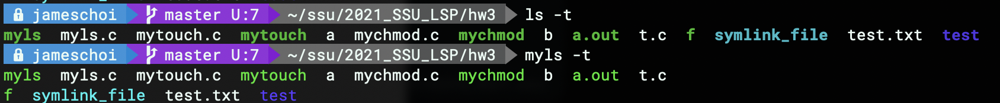 jameschoi master U:7 ~/ssu/2021_SSU_LSP/hw3 ls -t
myls myls.c mytouch.c mytouch a mychmod.c mychmod b a.out t.c f symlink_file test.txt test
jameschoi master U:7 ~/ssu/2021_SSU_LSP/hw3 myls -t
myls myls.c mytouch.c mytouch a mychmod.c mychmod b a.out t.c
f symlink_file test.txt test